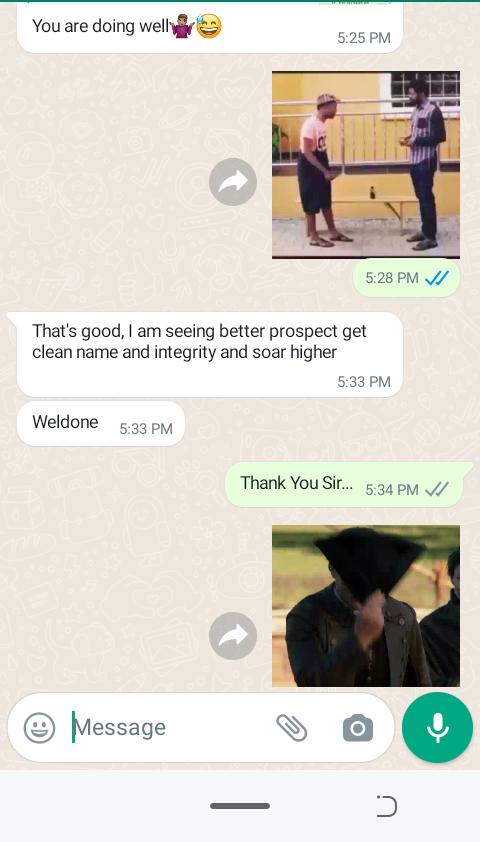 You are doing well🤷🏽‍♀️😅
5:25 PM
5:28 PM
That's good, I am seeing better prospect get
clean name and integrity and soar higher
5:33 PM
Weldone 5:33 PM
Thank You Sir... 5:34 PM
Message